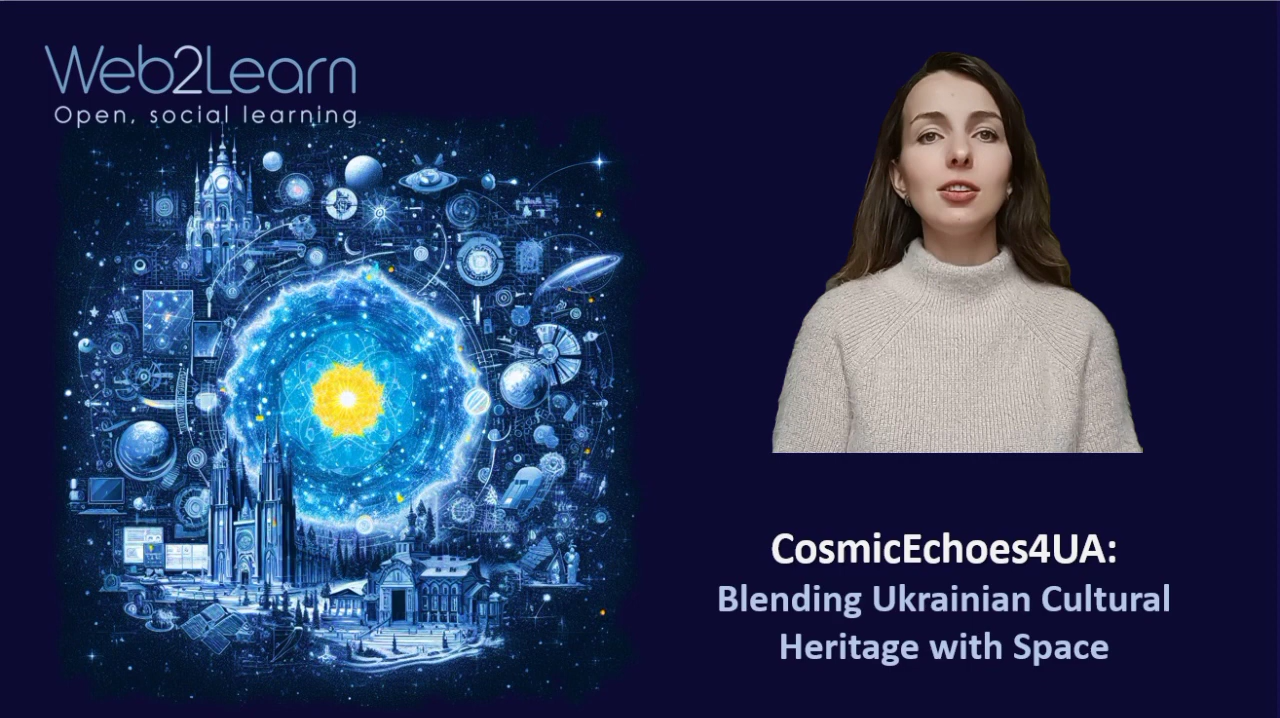 Web2Learn
Open, social learning
CosmicEchoes4UA:
Blending Ukrainian Cultural
Heritage with Space